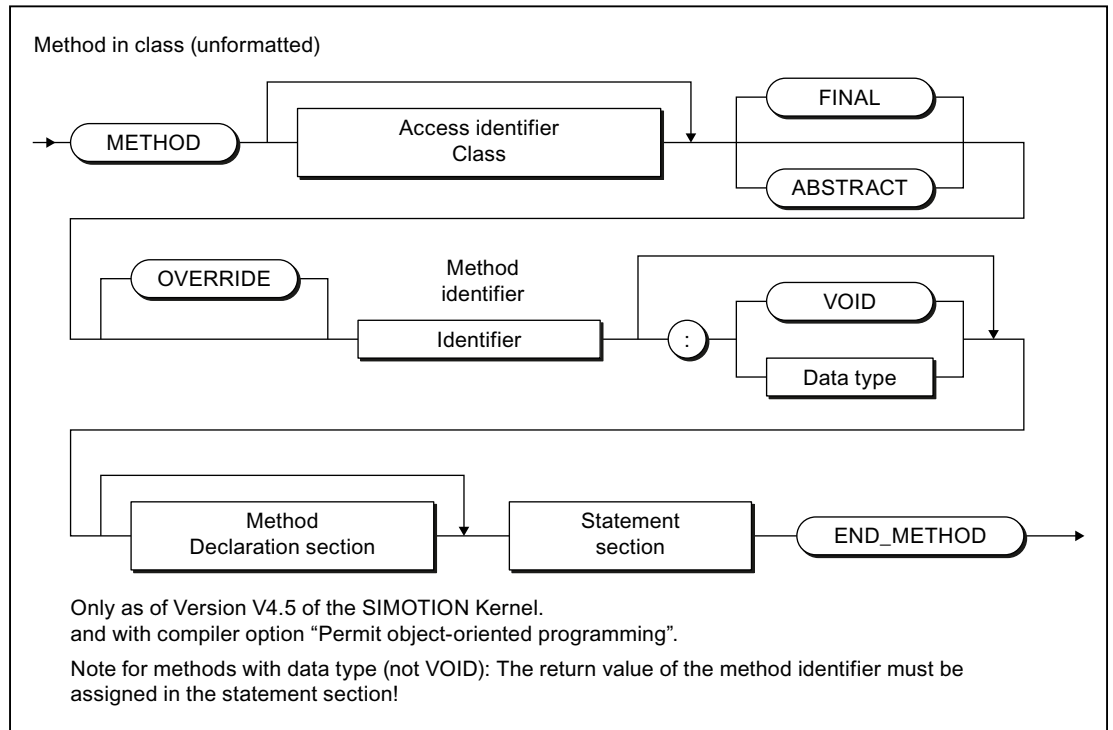 Method in class (unformatted)
METHOD
Access identifier
Class
FINAL
ABSTRACT
OVERRIDE
Method
identifier
Identifier
:
VOID
Data type
Method
Declaration section
Statement
section
END_METHOD
Only as of Version V4.5 of the SIMOTION Kernel.
and with compiler option “Permit object-oriented programming”.
Note for methods with data type (not VOID): The return value of the method identifier must be
assigned in the statement section!